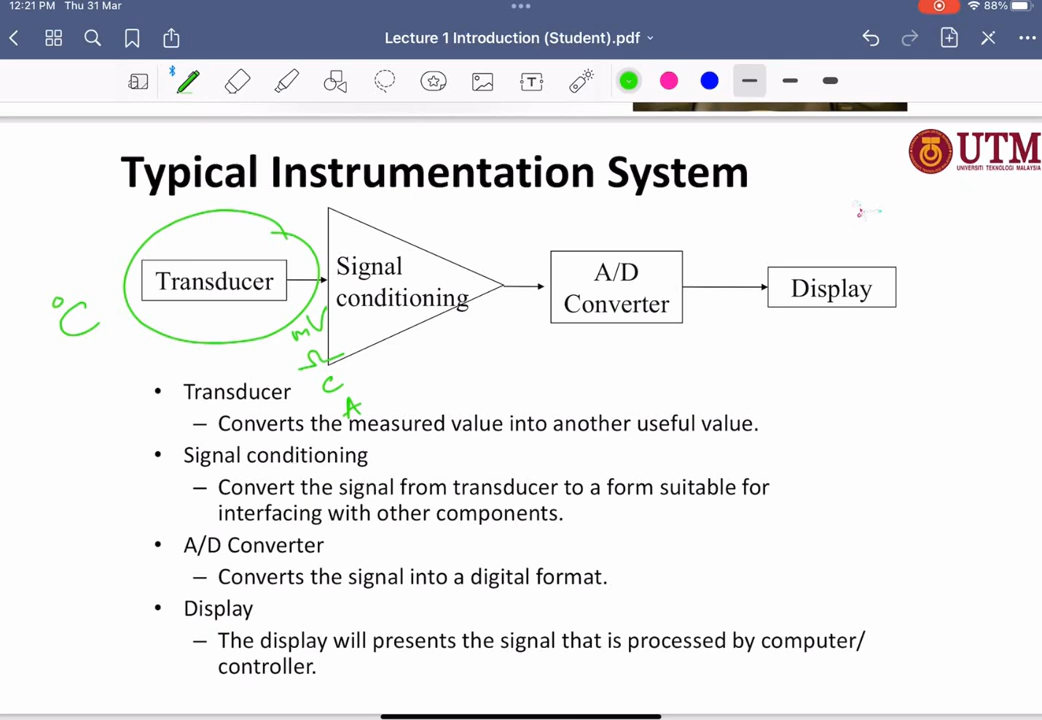 12:21 PM Thu 31 Mar
88%
Lecture 1 Introduction (Student).pdf
T
Typical Instrumentation System
UTM
UNIVERSITI TEKNOLOGI MALAYSIA
Transducer
Signal
conditioning
A/D
Converter
Display
°C
mV
Ω
C
A
• Transducer
– Converts the measured value into another useful value.
• Signal conditioning
– Convert the signal from transducer to a form suitable for
interfacing with other components.
• A/D Converter
– Converts the signal into a digital format.
• Display
– The display will presents the signal that is processed by computer/
controller.